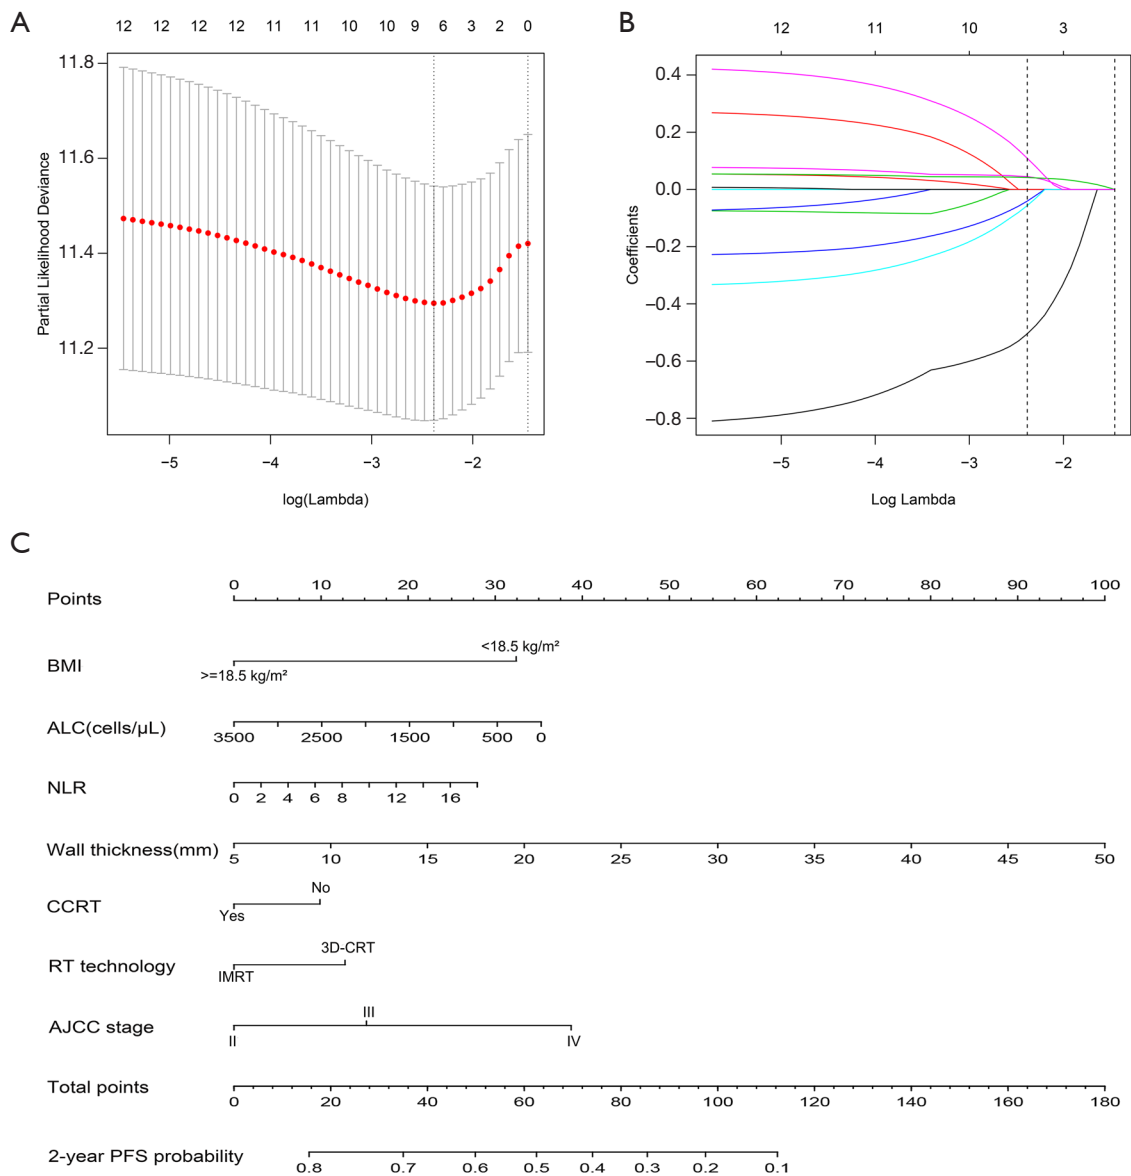 A
12 12 12 12 11 11 10 10 9 6 3 2 0
11.8
11.6
11.4
11.2
Partial Likelihood Deviance
−5 −4 −3 −2
log(Lambda)
B
12 11 10 3
0.4
0.2
0.0
−0.2
−0.4
−0.6
−0.8
Coefficients
−5 −4 −3 −2
Log Lambda
C
0 10 20 30 40 50 60 70 80 90 100
Points
<18.5 kg/m²
BMI
>=18.5 kg/m²
ALC(cells/μL)
3500 2500 1500 500 0
NLR
0 2 4 6 8 12 16
Wall thickness(mm)
5 10 15 20 25 30 35 40 45 50
No
CCRT
Yes
3D-CRT
RT technology
IMRT
III
AJCC stage
II IV
Total points
0 20 40 60 80 100 120 140 160 180
2-year PFS probability
0.8 0.7 0.6 0.5 0.4 0.3 0.2 0.1